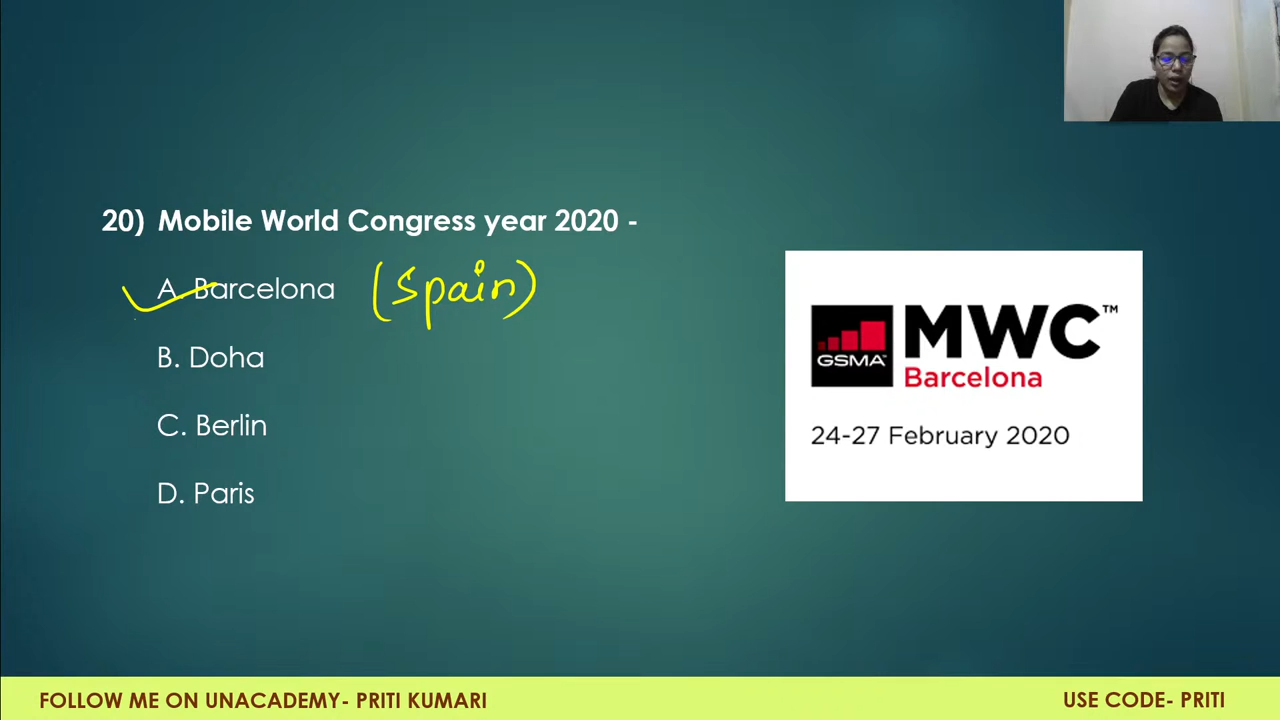 20) Mobile World Congress year 2020 -
A. Barcelona (Spain)
B. Doha
C. Berlin
D. Paris
GSMA™ MWC™
Barcelona
24-27 February 2020
FOLLOW ME ON UNACADEMY- PRITI KUMARI
USE CODE- PRITI